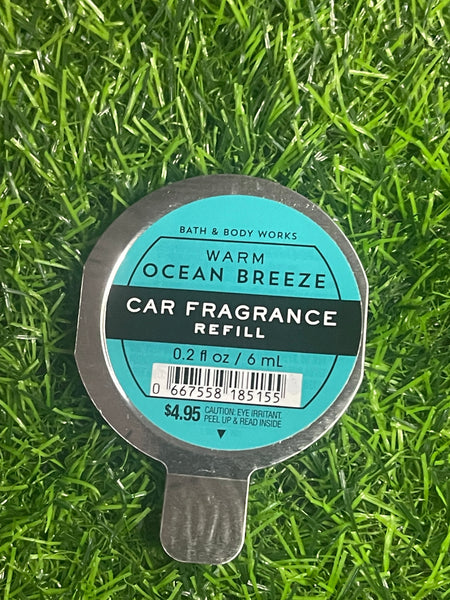 BATH & BODY WORKS
WARM
OCEAN BREEZE
CAR FRAGRANCE
REFILL
0.2 fl oz / 6 mL
0 667558 185155
$4.95 CAUTION: EYE IRRITANT.
PEEL UP & READ INSIDE